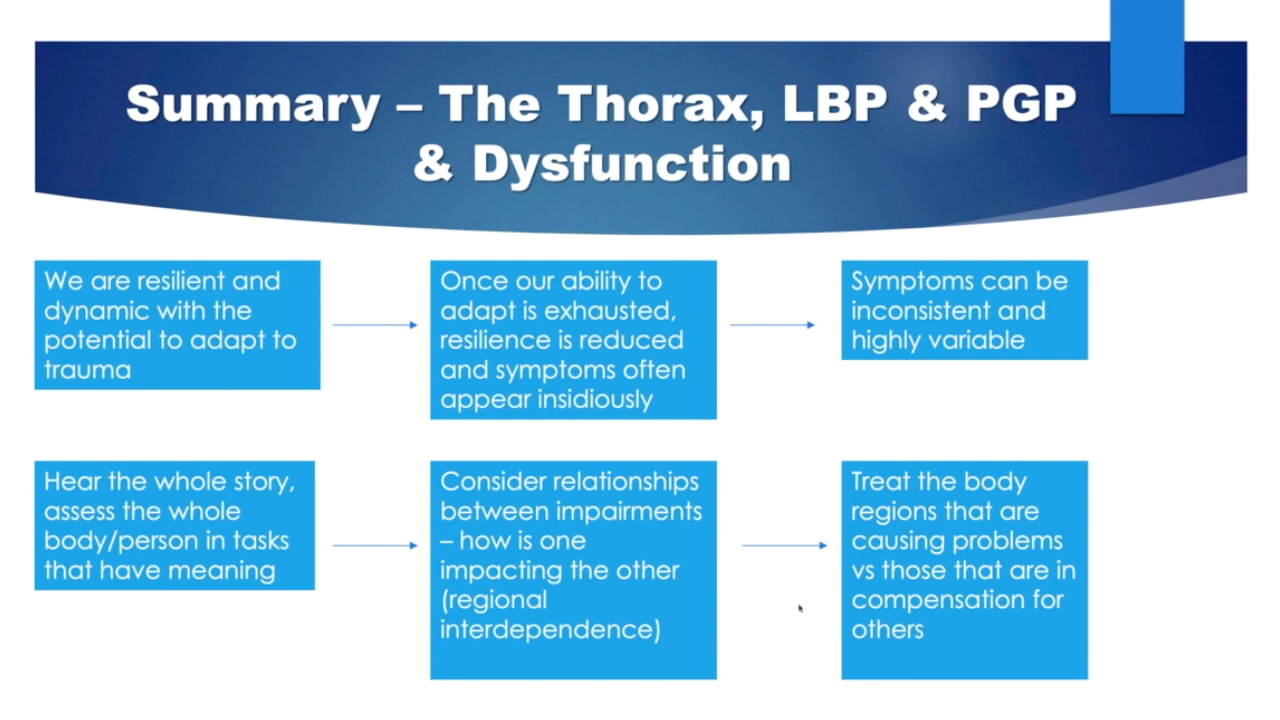 Summary – The Thorax, LBP & PGP
& Dysfunction
We are resilient and
dynamic with the
potential to adapt to
trauma
Once our ability to
adapt is exhausted,
resilience is reduced
and symptoms often
appear insidiously
Symptoms can be
inconsistent and
highly variable
Hear the whole story,
assess the whole
body/person in tasks
that have meaning
Consider relationships
between impairments
– how is one
impacting the other
(regional
interdependence)
Treat the body
regions that are
causing problems
vs those that are in
compensation for
others